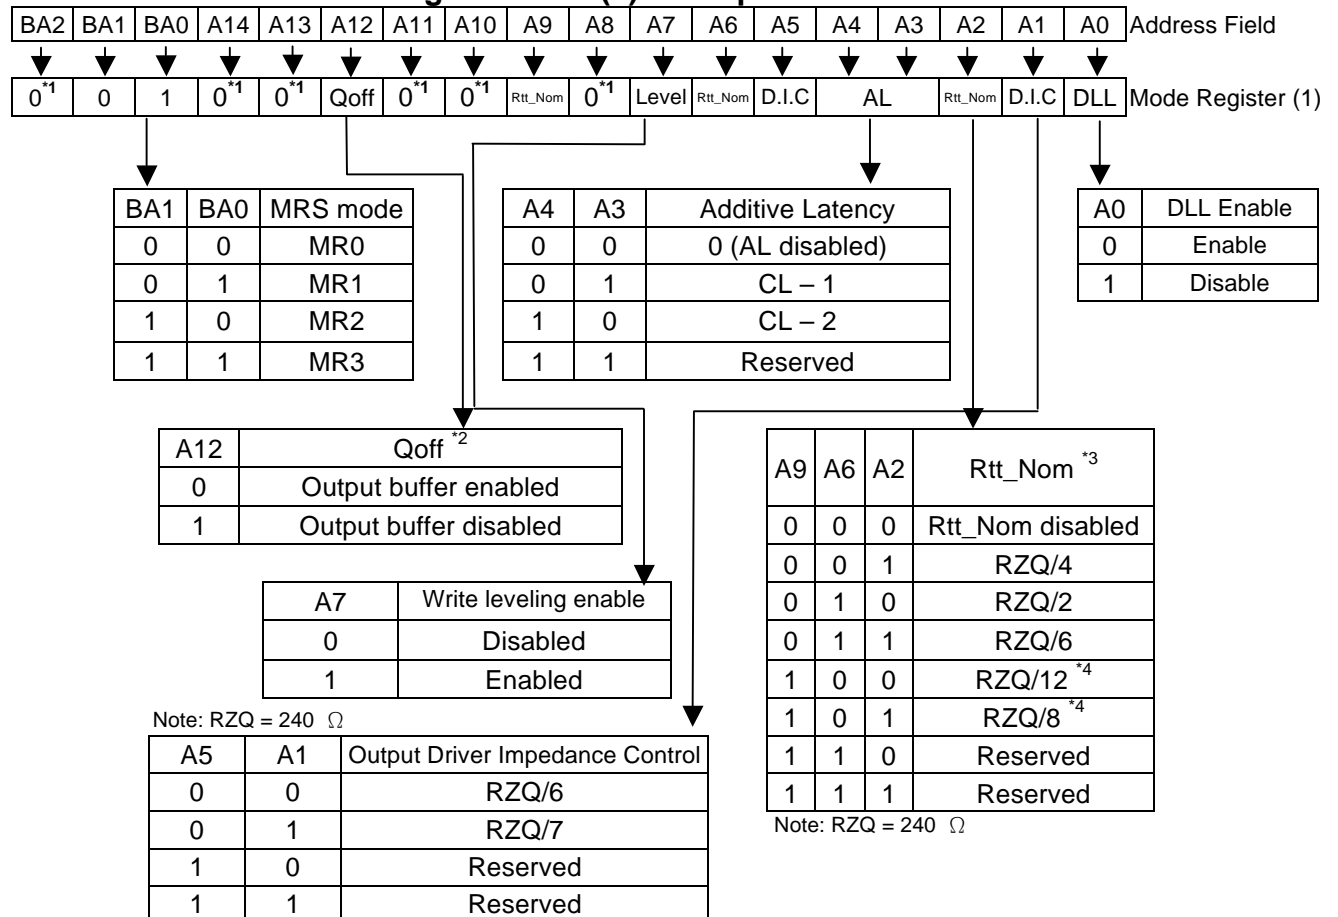 BA2 BA1 BA0 A14 A13 A12 A11 A10 A9 A8 A7 A6 A5 A4 A3 A2 A1 A0 Address Field
0*1 0 1 0*1 0*1 Qoff 0*1 0*1 Rtt_Nom 0*1 Level Rtt_Nom D.I.C AL Rtt_Nom D.I.C DLL Mode Register (1)
BA1 BA0 MRS mode
0 0 MR0
0 1 MR1
1 0 MR2
1 1 MR3
A4 A3 Additive Latency
0 0 0 (AL disabled)
0 1 CL – 1
1 0 CL – 2
1 1 Reserved
A0 DLL Enable
0 Enable
1 Disable
A12 Qoff *2
0 Output buffer enabled
1 Output buffer disabled
A7 Write leveling enable
0 Disabled
1 Enabled
Note: RZQ = 240 Ω
A5 A1 Output Driver Impedance Control
0 0 RZQ/6
0 1 RZQ/7
1 0 Reserved
1 1 Reserved
A9 A6 A2 Rtt_Nom *3
0 0 0 Rtt_Nom disabled
0 0 1 RZQ/4
0 1 0 RZQ/2
0 1 1 RZQ/6
1 0 0 RZQ/12 *4
1 0 1 RZQ/8 *4
1 1 0 Reserved
1 1 1 Reserved
Note: RZQ = 240 Ω